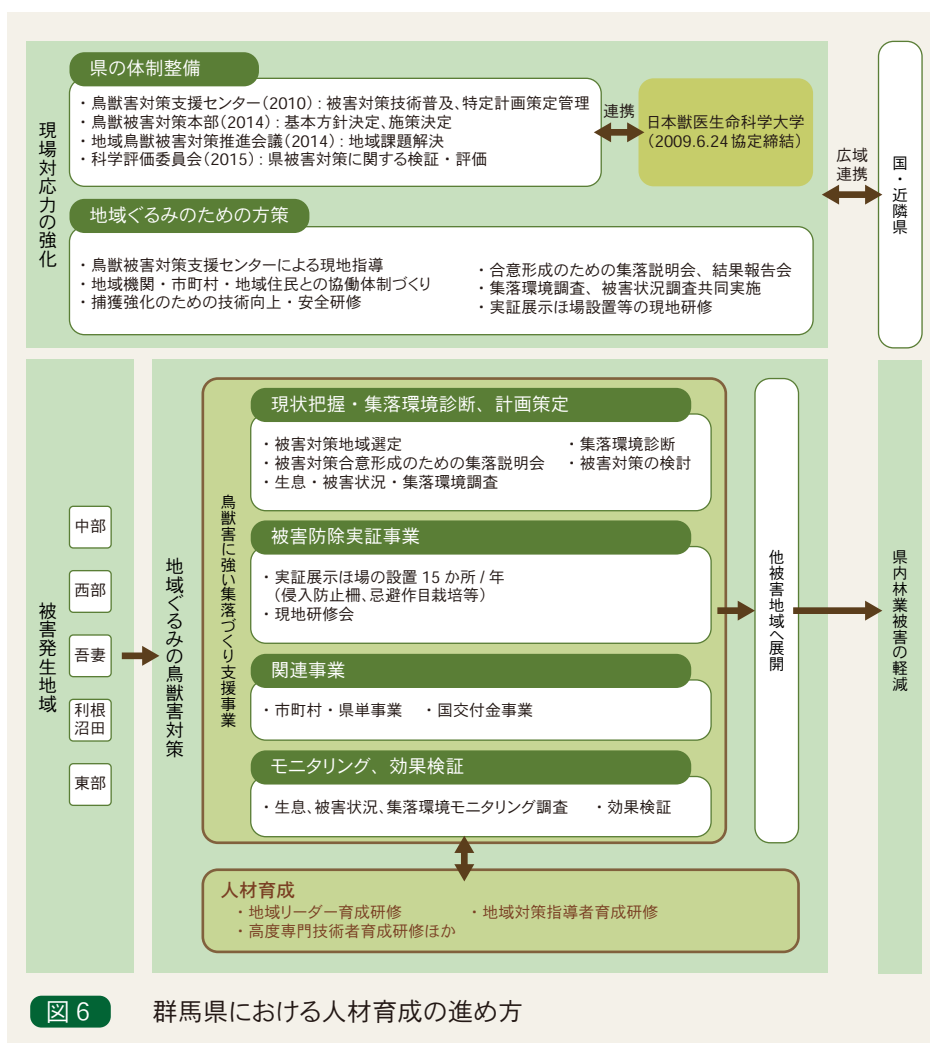 現場対応力の強化
県の体制整備
・鳥獣害対策支援センター(2010):被害対策技術普及、特定計画策定管理
・鳥獣被害対策本部(2014):基本方針決定、施策決定
・地域鳥獣被害対策推進会議(2014):地域課題解決
・科学評価委員会(2015):県被害対策に関する検証・評価
連携
日本獣医生命科学大学
(2009.6.24協定締結)
広域
連携
国・近隣県
地域ぐるみのための方策
・鳥獣被害対策支援センターによる現地指導
・地域機関・市町村・地域住民との協働体制づくり
・捕獲強化のための技術向上・安全研修
・合意形成のための集落説明会、結果報告会
・集落環境調査、被害状況調査共同実施
・実証展示ほ場設置等の現地研修
被害発生地域
中部
西部
吾妻
利根
沼田
東部
地域ぐるみの鳥獣害対策
鳥獣害に強い集落づくり支援事業
現状把握・集落環境診断、計画策定
・被害対策地域選定
・被害対策合意形成のための集落説明会
・生息・被害状況・集落環境調査
・集落環境診断
・被害対策の検討
被害防除実証事業
・実証展示ほ場の設置 15 か所 / 年
(侵入防止柵、忌避作目栽培等)
・現地研修会
関連事業
・市町村・県単事業 ・国交付金事業
モニタリング、効果検証
・生息、被害状況、集落環境モニタリング調査 ・効果検証
他被害地域へ展開
県内林業被害の軽減
人材育成
・地域リーダー育成研修 ・地域対策指導者育成研修
・高度専門技術者育成研修ほか
図6 群馬県における人材育成の進め方